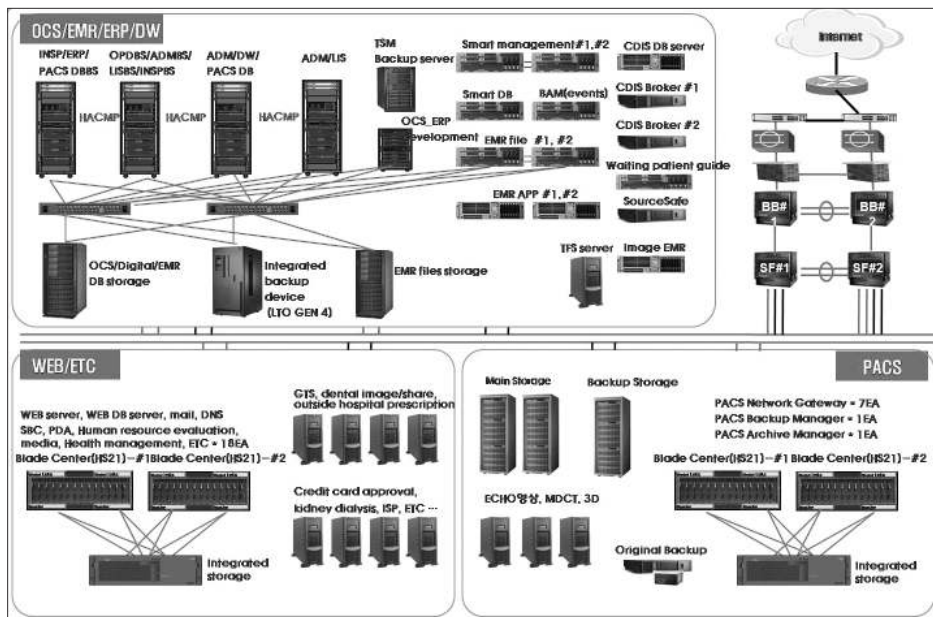 OCS/EMR/ERP/DW
INSP/ERP/
PACS DBBS
OPDBS/ADMBS/
LISBS/INSPBS
ADM/DW/
PACS DB
ADM/LIS
TSM
Backup server
HACMP
HACMP
HACMP
OCS_ERP
development
Smart management #1,#2
Smart DB
BAM(events)
EMR file #1, #2
EMR APP #1,#2
CDIS DB server
CDIS Broker #1
CDIS Broker #2
Waiting patient guide
SourceSafe
TFS server
Image EMR
OCS/Digital/EMR
DB storage
Integrated
backup
device
(LTO GEN 4)
EMR files storage
Internet
BB#
1
BB#
2
SF#1
SF#2
WEB/ETC
WEB server, WEB DB server, mail, DNS
SBC, PDA, Human resource evaluation,
media, Health management, ETC = 18EA
Blade Center(HS21)-#1
Blade Center(HS21)-#2
Integrated
storage
GTS, dental image/share,
outside hospital prescription
Credit card approval,
kidney dialysis, ISP, ETC ...
PACS
Main Storage
Backup Storage
PACS Network Gateway = 7EA
PACS Backup Manager = 1EA
PACS Archive Manager = 1EA
Blade Center(HS21)-#1
Blade Center(HS21)-#2
ECHO영상, MDCT, 3D
Original Backup
Integrated
storage